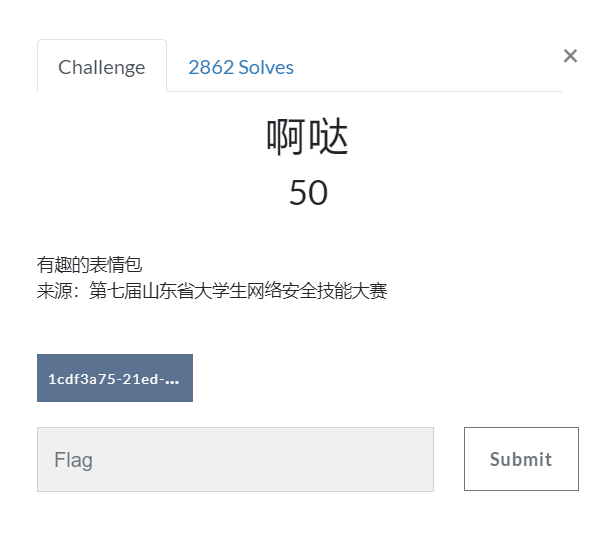 Challenge
2862 Solves
×
啊哒
50
有趣的表情包
来源：第七届山东省大学生网络安全技能大赛
1cdf3a75-21ed-...
Flag
Submit